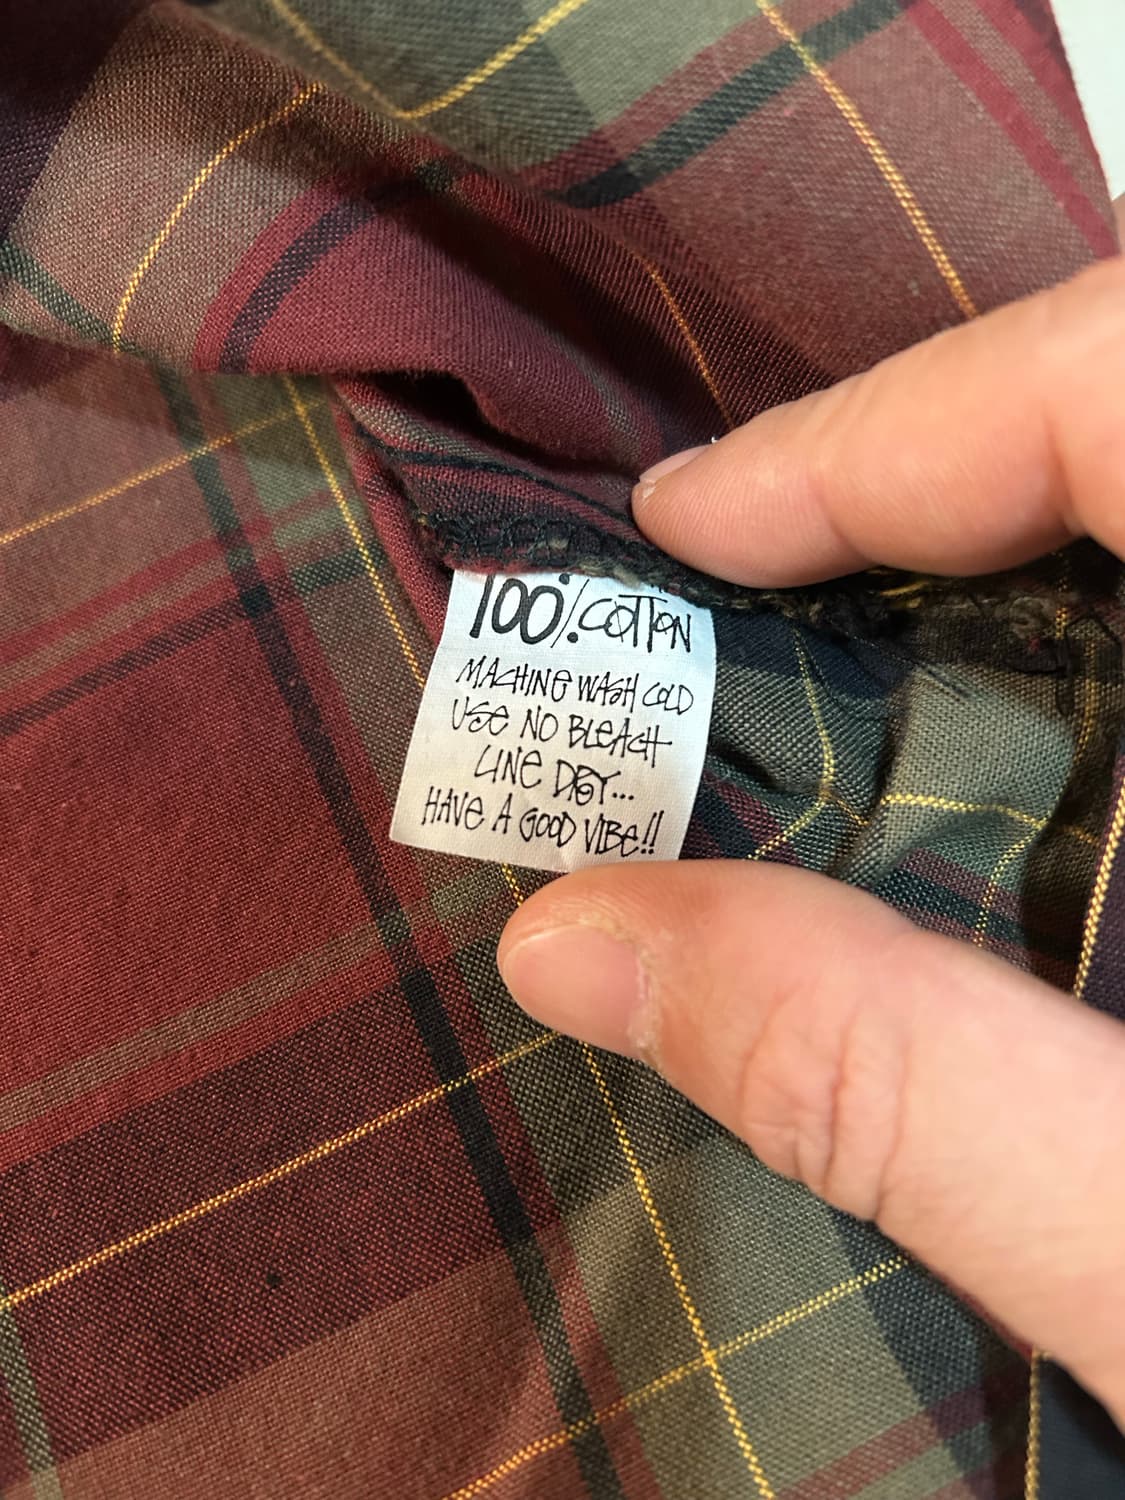 100% COTTON
MACHINE WASH COLD
USE NO BLEACH
LINE DRY...
HAVE A GOOD VIBE!!